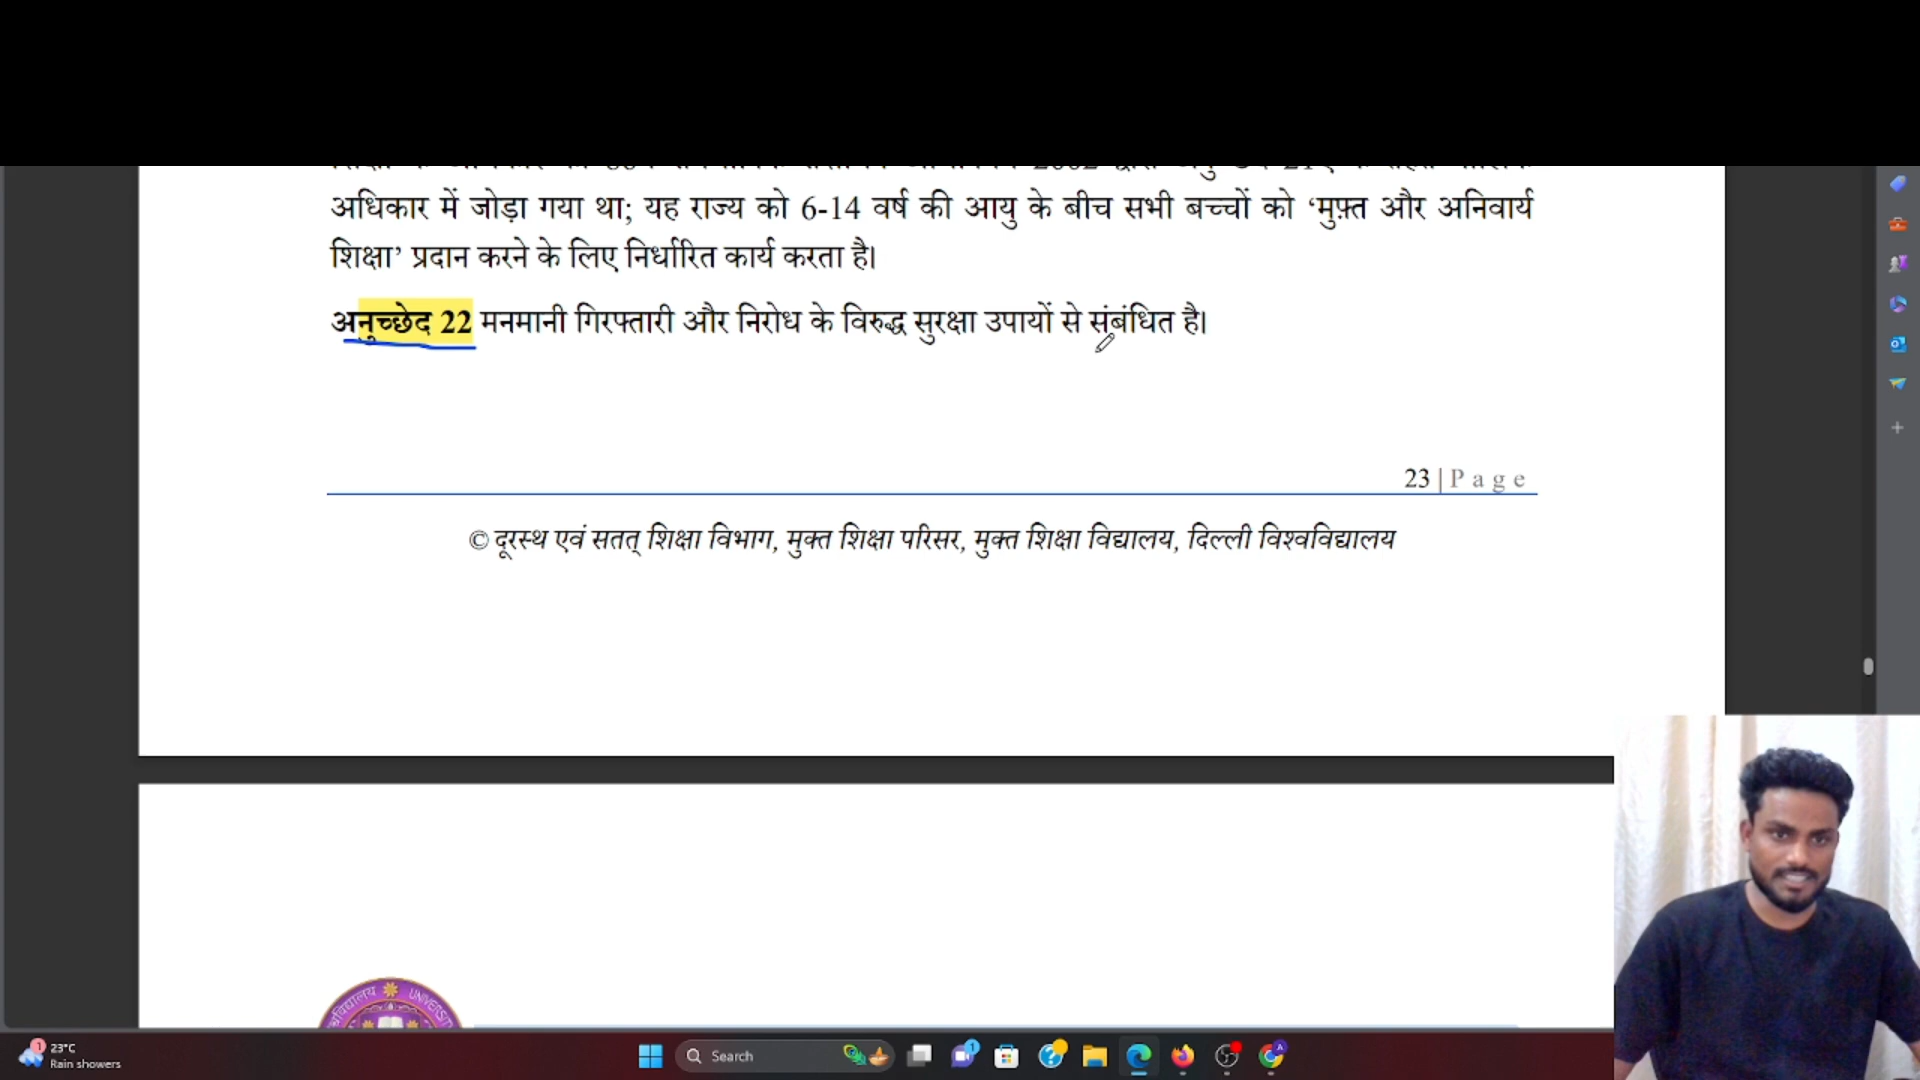 अधिकार में जोड़ा गया था; यह राज्य को 6-14 वर्ष की आयु के बीच सभी बच्चों को ‘मुफ़्त और अनिवार्य
शिक्षा’ प्रदान करने के लिए निर्धारित कार्य करता है।
अनुच्छेद 22 मनमानी गिरफ्तारी और निरोध के विरुद्ध सुरक्षा उपायों से संबंधित है।
23 | Page
© दूरस्थ एवं सतत् शिक्षा विभाग, मुक्त शिक्षा परिसर, मुक्त शिक्षा विद्यालय, दिल्ली विश्वविद्यालय
23°C
Rain showers
Search